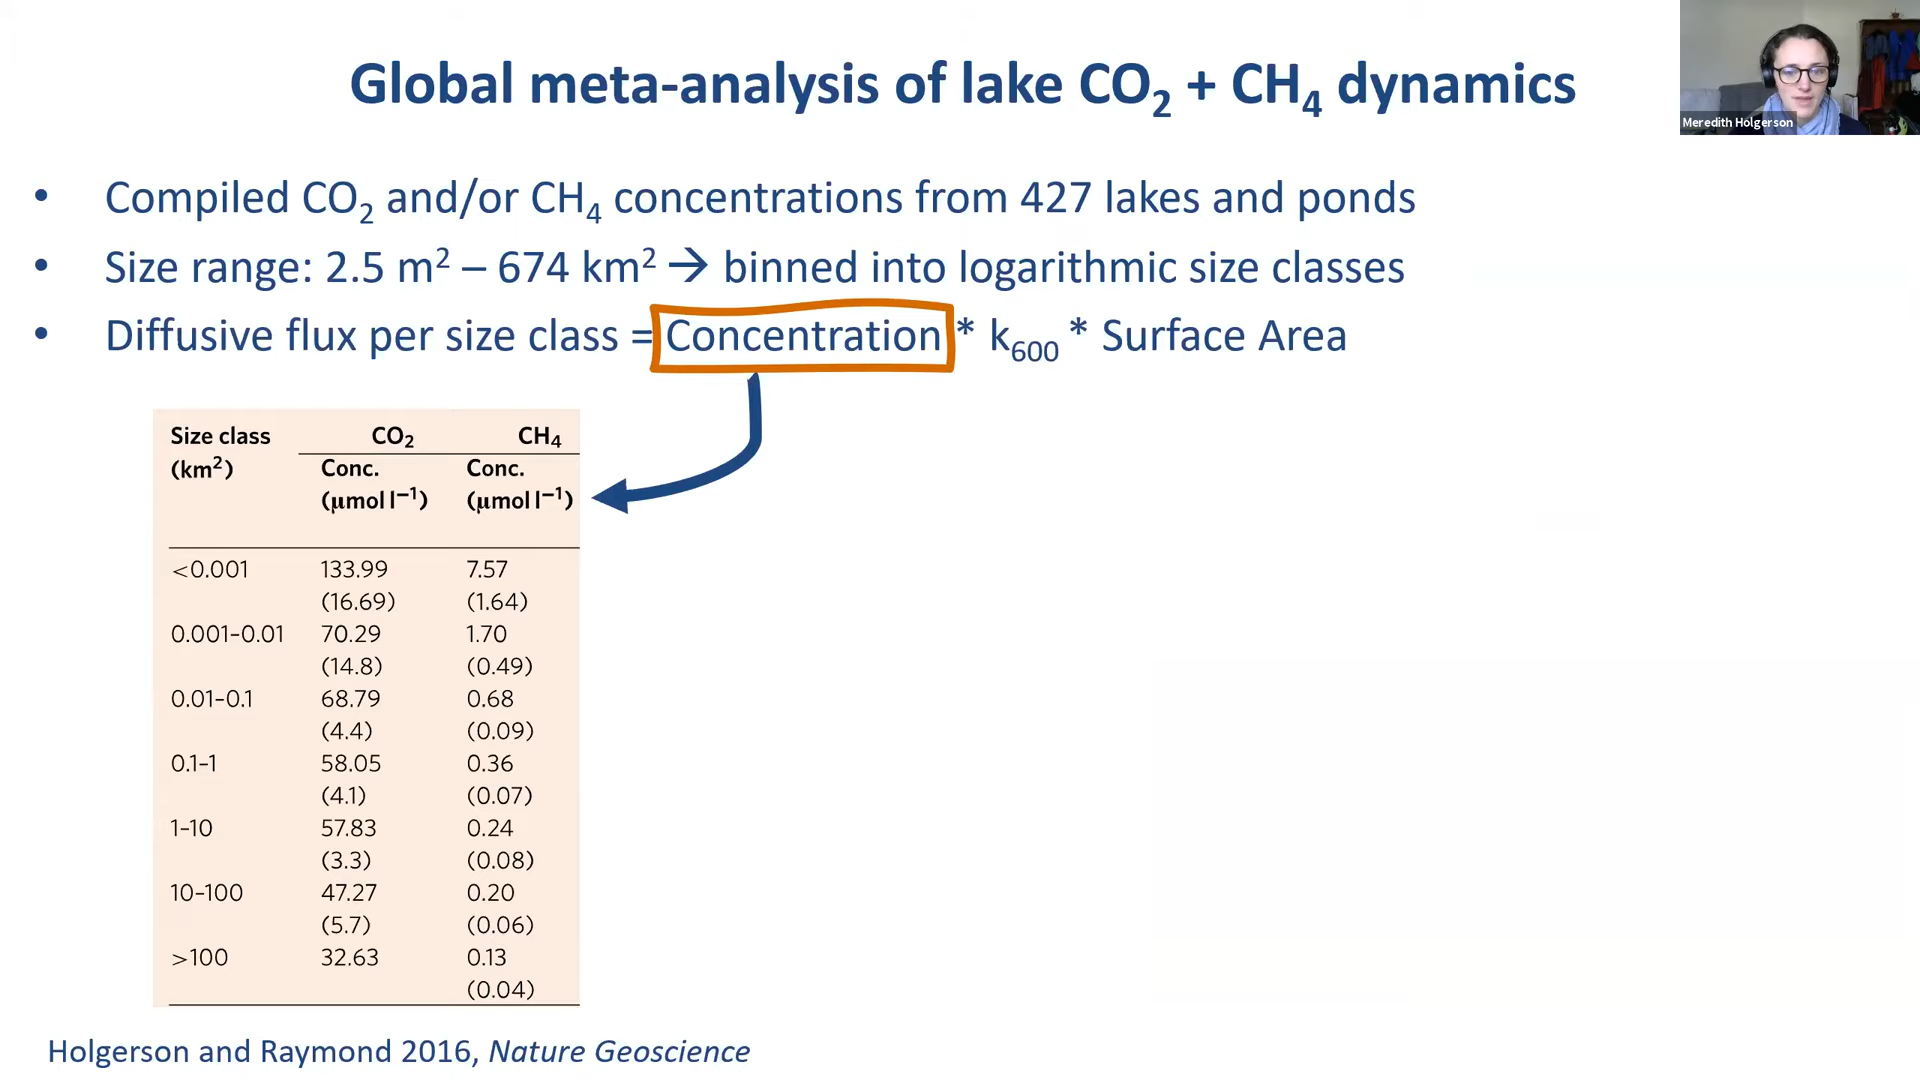 Global meta-analysis of lake CO₂ + CH₄ dynamics
Meredith Holgerson
• Compiled CO₂ and/or CH₄ concentrations from 427 lakes and ponds
• Size range: 2.5 m² – 674 km² → binned into logarithmic size classes
• Diffusive flux per size class = Concentration * k₆₀₀ * Surface Area
Size class CO₂ CH₄
(km²) Conc. Conc.
(μmol l⁻¹) (μmol l⁻¹)
<0.001 133.99 7.57
(16.69) (1.64)
0.001–0.01 70.29 1.70
(14.8) (0.49)
0.01–0.1 68.79 0.68
(4.4) (0.09)
0.1–1 58.05 0.36
(4.1) (0.07)
1–10 57.83 0.24
(3.3) (0.08)
10–100 47.27 0.20
(5.7) (0.06)
>100 32.63 0.13
(0.04)
Holgerson and Raymond 2016, Nature Geoscience